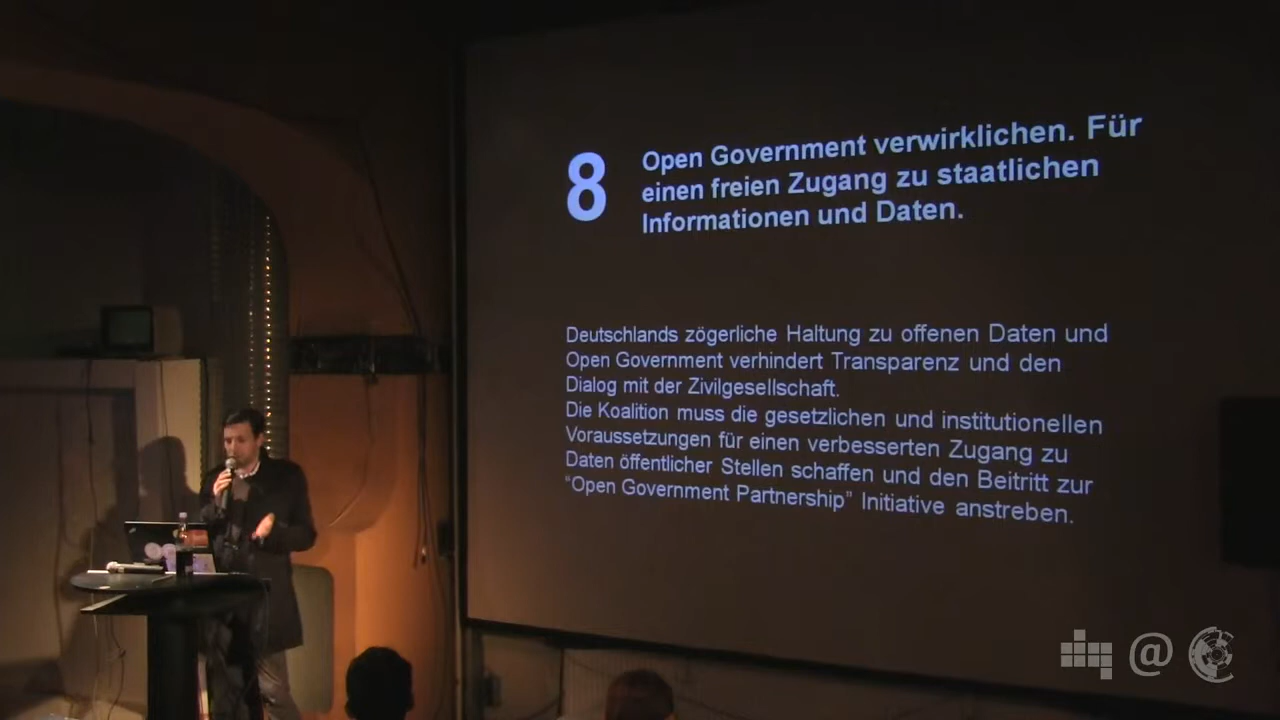 8
Open Government verwirklichen. Für
einen freien Zugang zu staatlichen
Informationen und Daten.
Deutschlands zögerliche Haltung zu offenen Daten und
Open Government verhindert Transparenz und den
Dialog mit der Zivilgesellschaft.
Die Koalition muss die gesetzlichen und institutionellen
Voraussetzungen für einen verbesserten Zugang zu
Daten öffentlicher Stellen schaffen und den Beitritt zur
“Open Government Partnership” Initiative anstreben.
@